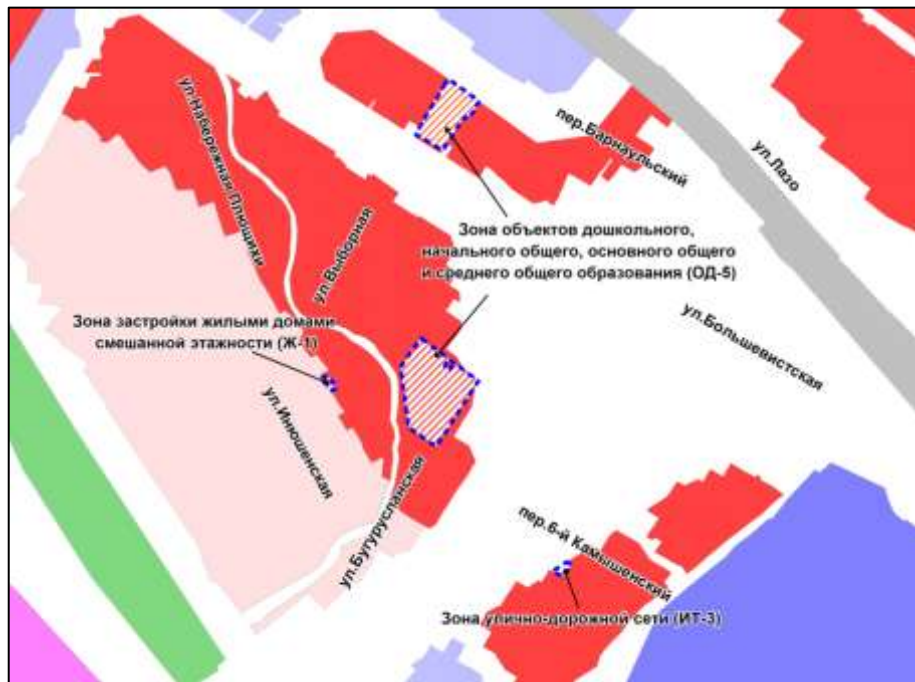 ул.Набережная Плющихи
пер.Барнаульский
ул.Лазо
ул.Выборная
Зона объектов дошкольного,
начального общего, основного общего
и среднего общего образования (ОД-5)
Зона застройки жилыми домами
смешанной этажности (Ж-1)
ул.Большевистская
ул.Инюшенская
ул.Бугурусланская
пер.6-й Камышенский
Зона улично-дорожной сети (ИТ-3)